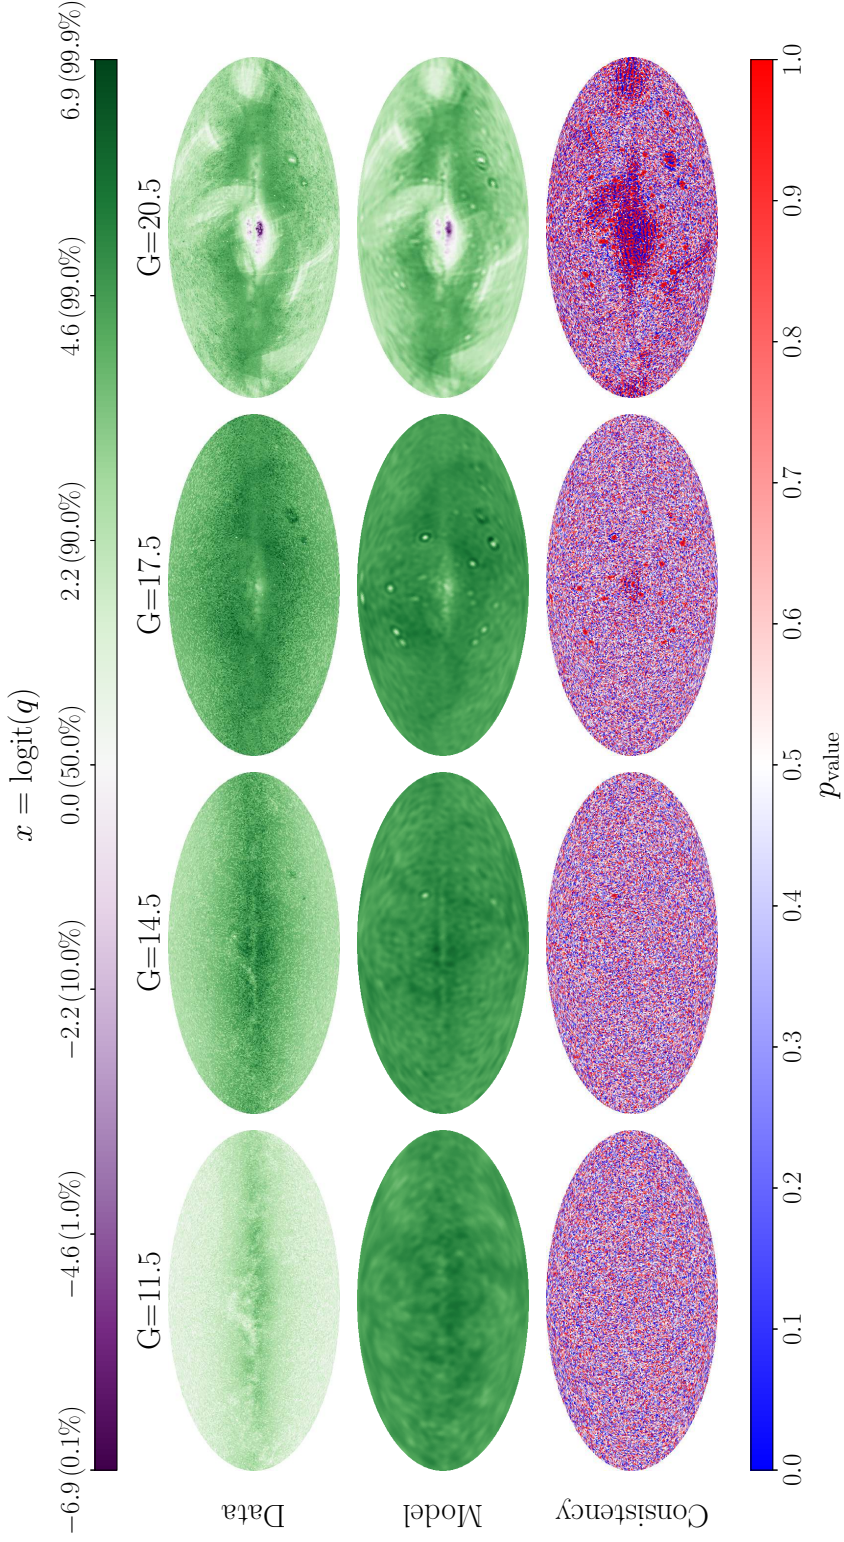 x = logit(q)
−6.9 (0.1%) −4.6 (1.0%) −2.2 (10.0%) 0.0 (50.0%) 2.2 (90.0%) 4.6 (99.0%) 6.9 (99.9%)
G=11.5 G=14.5 G=17.5 G=20.5
Data
Model
Consistency
0.0 0.1 0.2 0.3 0.4 0.5 0.6 0.7 0.8 0.9 1.0
p_value